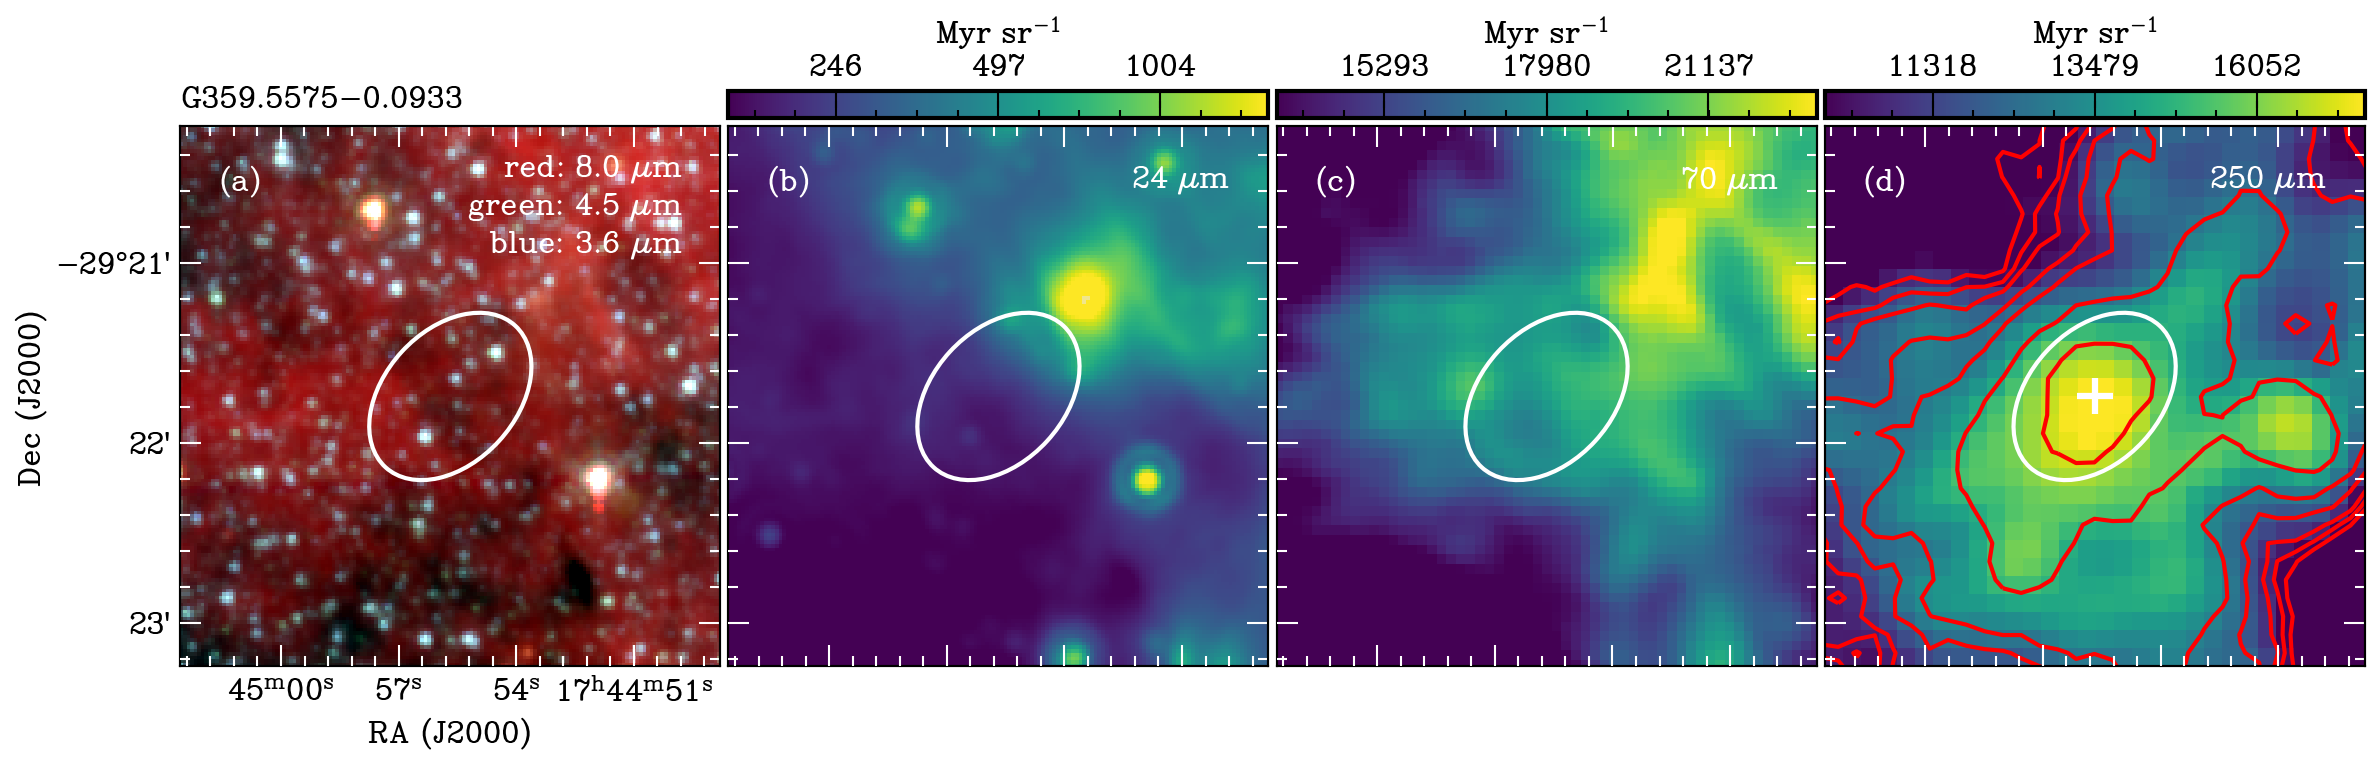 Myr sr⁻¹
246 497 1004
Myr sr⁻¹
15293 17980 21137
Myr sr⁻¹
11318 13479 16052
G359.5575−0.0933
(a)
red: 8.0 μm
green: 4.5 μm
blue: 3.6 μm
(b)
24 μm
(c)
70 μm
(d)
250 μm
Dec (J2000)
−29°21'
22'
23'
45ᵐ00ˢ 57ˢ 54ˢ 17ʰ44ᵐ51ˢ
RA (J2000)